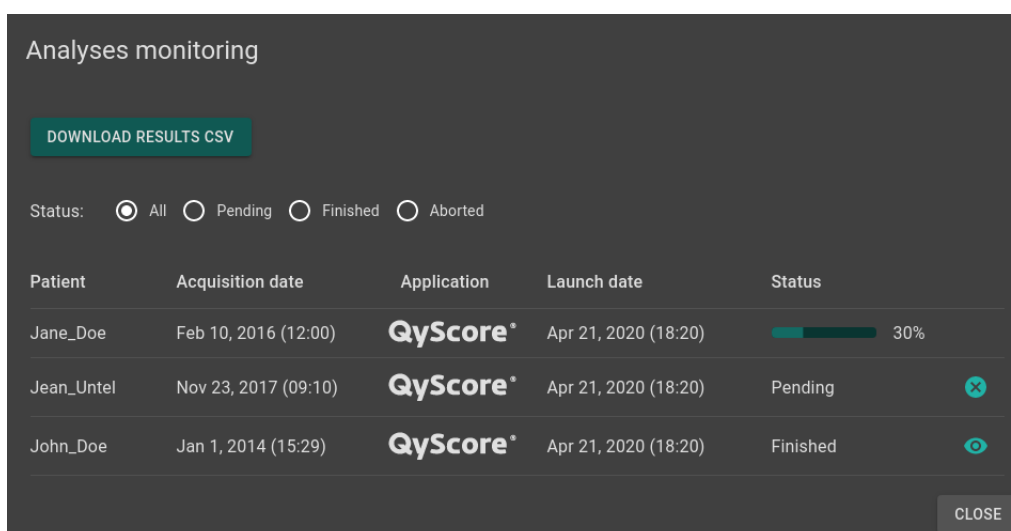 Analyses monitoring
DOWNLOAD RESULTS CSV
Status: All Pending Finished Aborted
Patient Acquisition date Application Launch date Status
Jane_Doe Feb 10, 2016 (12:00) QyScore® Apr 21, 2020 (18:20) 30%
Jean_Untel Nov 23, 2017 (09:10) QyScore® Apr 21, 2020 (18:20) Pending
John_Doe Jan 1, 2014 (15:29) QyScore® Apr 21, 2020 (18:20) Finished
CLOSE